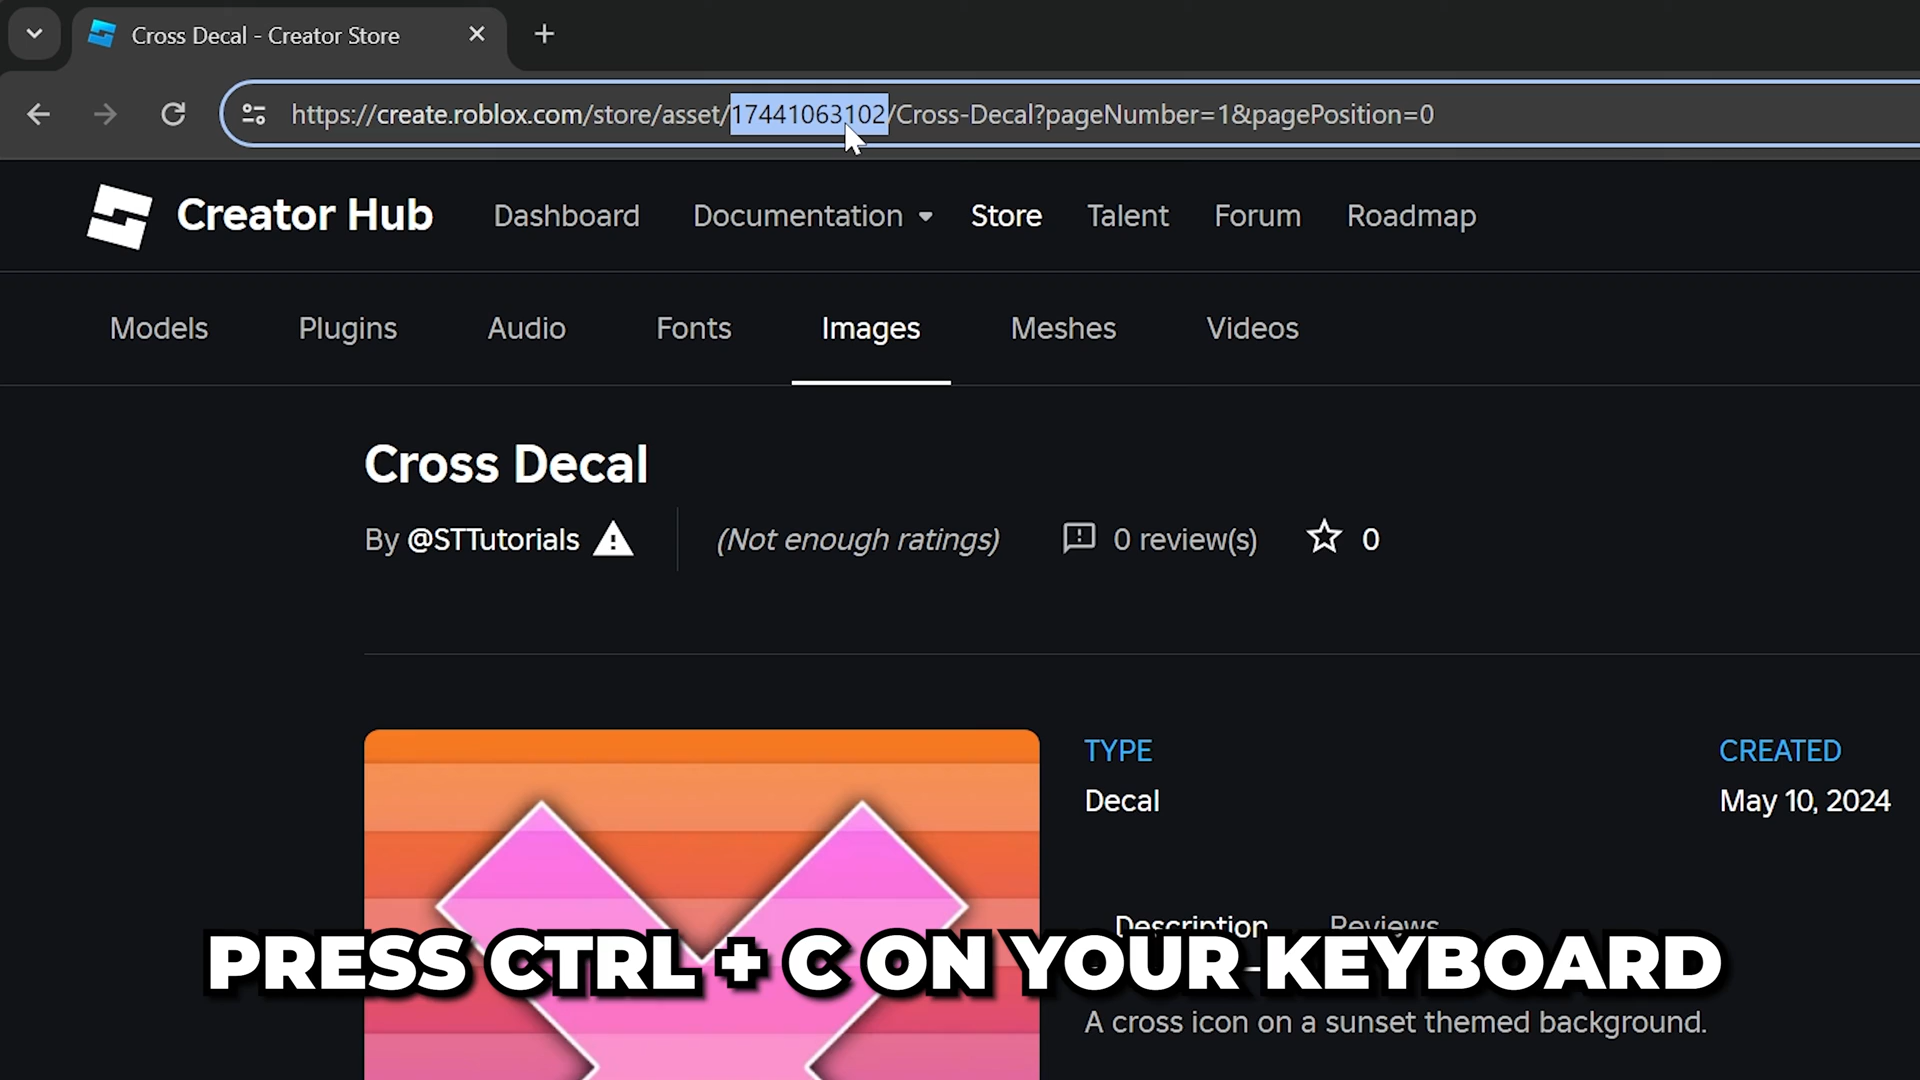 Cross Decal - Creator Store
https://create.roblox.com/store/asset/17441063102/Cross-Decal?pageNumber=1&pagePosition=0
Creator Hub Dashboard Documentation Store Talent Forum Roadmap
Models Plugins Audio Fonts Images Meshes Videos
Cross Decal
By @STTutorials (Not enough ratings) 0 review(s) 0
TYPE CREATED
Decal May 10, 2024
Description Reviews
PRESS CTRL + C ON YOUR KEYBOARD
A cross icon on a sunset themed background.